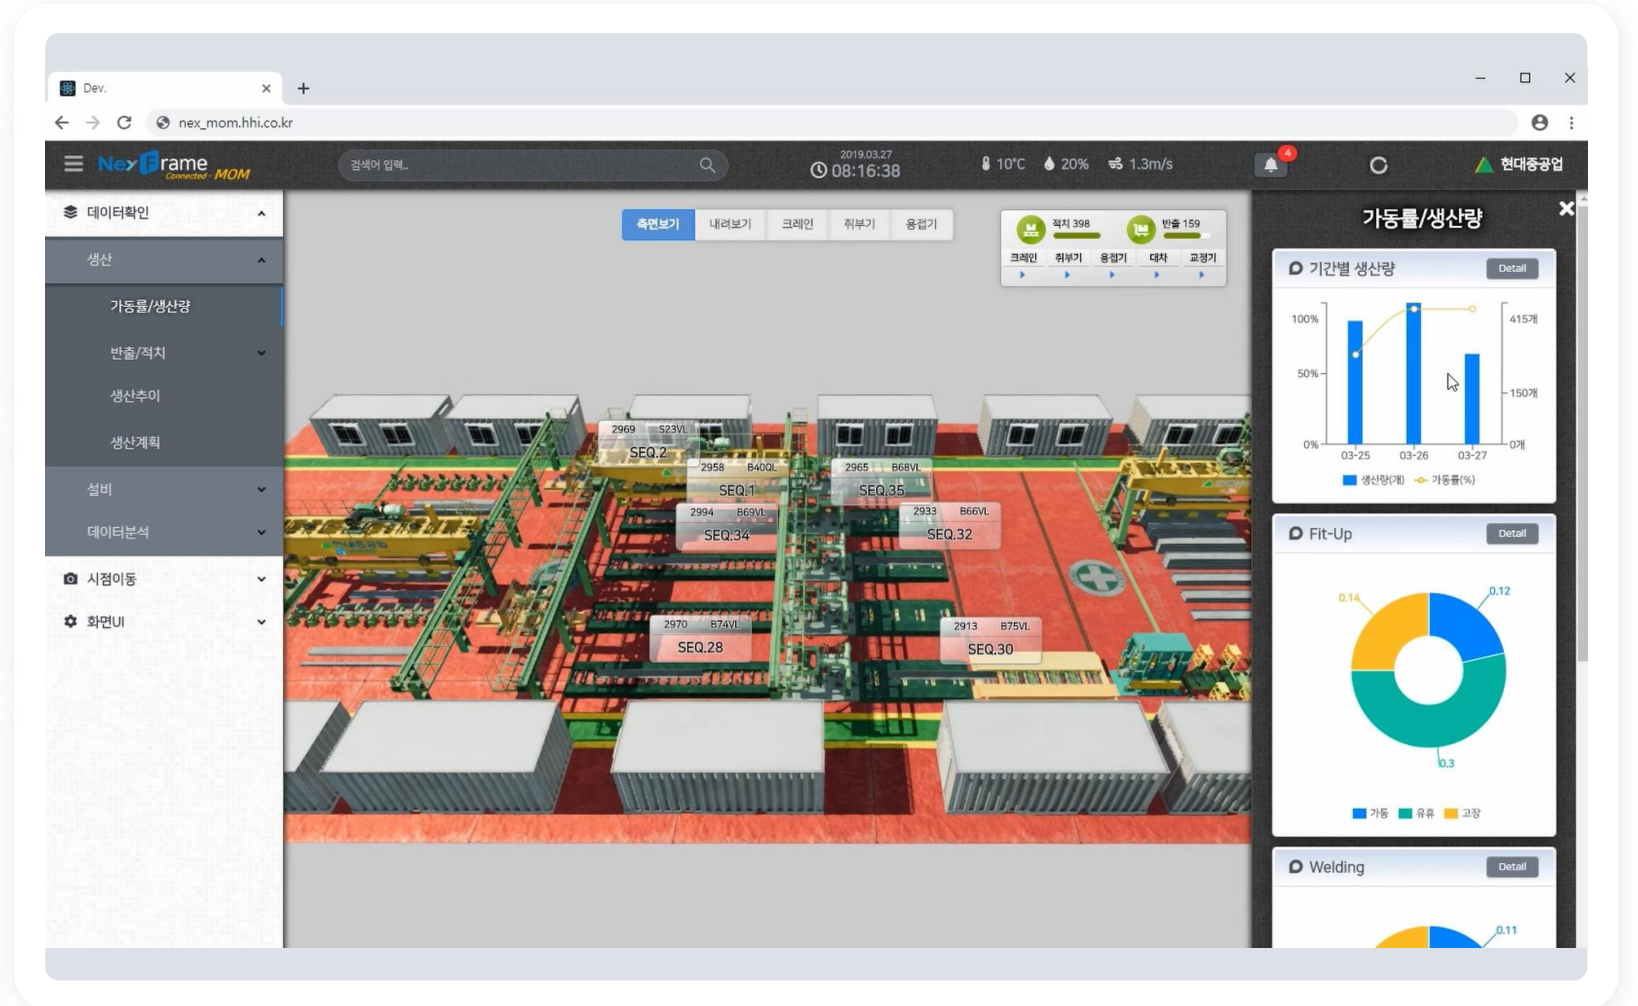 Dev.
nex_mom.hhi.co.kr
NexFrame
Connected - MOM
검색어 입력..
2019.03.27
08:16:38
10°C 20% 1.3m/s
4
현대중공업
데이터확인
생산
가동률/생산량
반출/적치
생산추이
생산계획
설비
데이터분석
시점이동
화면UI
측면보기 내려보기 크레인 취부기 용접기
적치 398 반출 159
크레인 취부기 용접기 대차 교정기
2969 S23VL
SEQ.2
2958 B40QL
SEQ.1
2965 B68VL
SEQ.35
2994 B69VL
SEQ.34
2933 B66VL
SEQ.32
2970 B74VL
SEQ.28
2913 B75VL
SEQ.30
가동률/생산량
기간별 생산량 Detail
100% 415개
50% 150개
0% 0개
03-25 03-26 03-27
생산량(개) 가동률(%)
Fit-Up Detail
0.14 0.12
0.3
가동 유휴 고장
Welding Detail
0.11